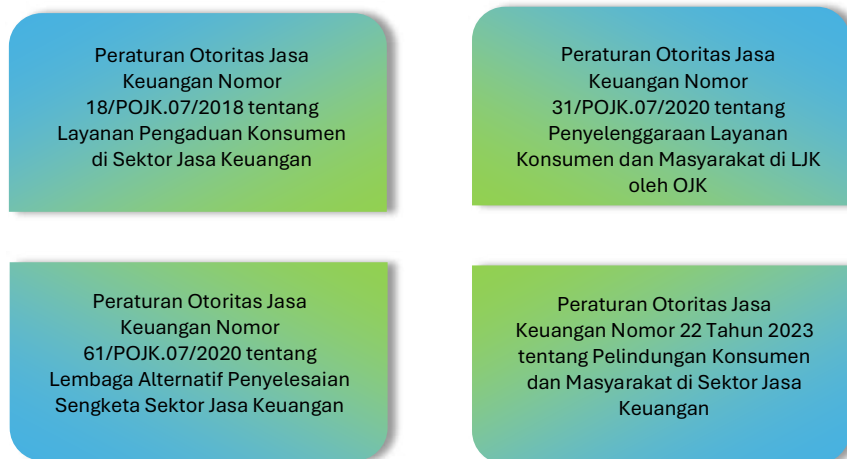 Peraturan Otoritas Jasa
Keuangan Nomor
18/POJK.07/2018 tentang
Layanan Pengaduan Konsumen
di Sektor Jasa Keuangan
Peraturan Otoritas Jasa
Keuangan Nomor
31/POJK.07/2020 tentang
Penyelenggaraan Layanan
Konsumen dan Masyarakat di LJK
oleh OJK
Peraturan Otoritas Jasa
Keuangan Nomor
61/POJK.07/2020 tentang
Lembaga Alternatif Penyelesaian
Sengketa Sektor Jasa Keuangan
Peraturan Otoritas Jasa
Keuangan Nomor 22 Tahun 2023
tentang Pelindungan Konsumen
dan Masyarakat di Sektor Jasa
Keuangan